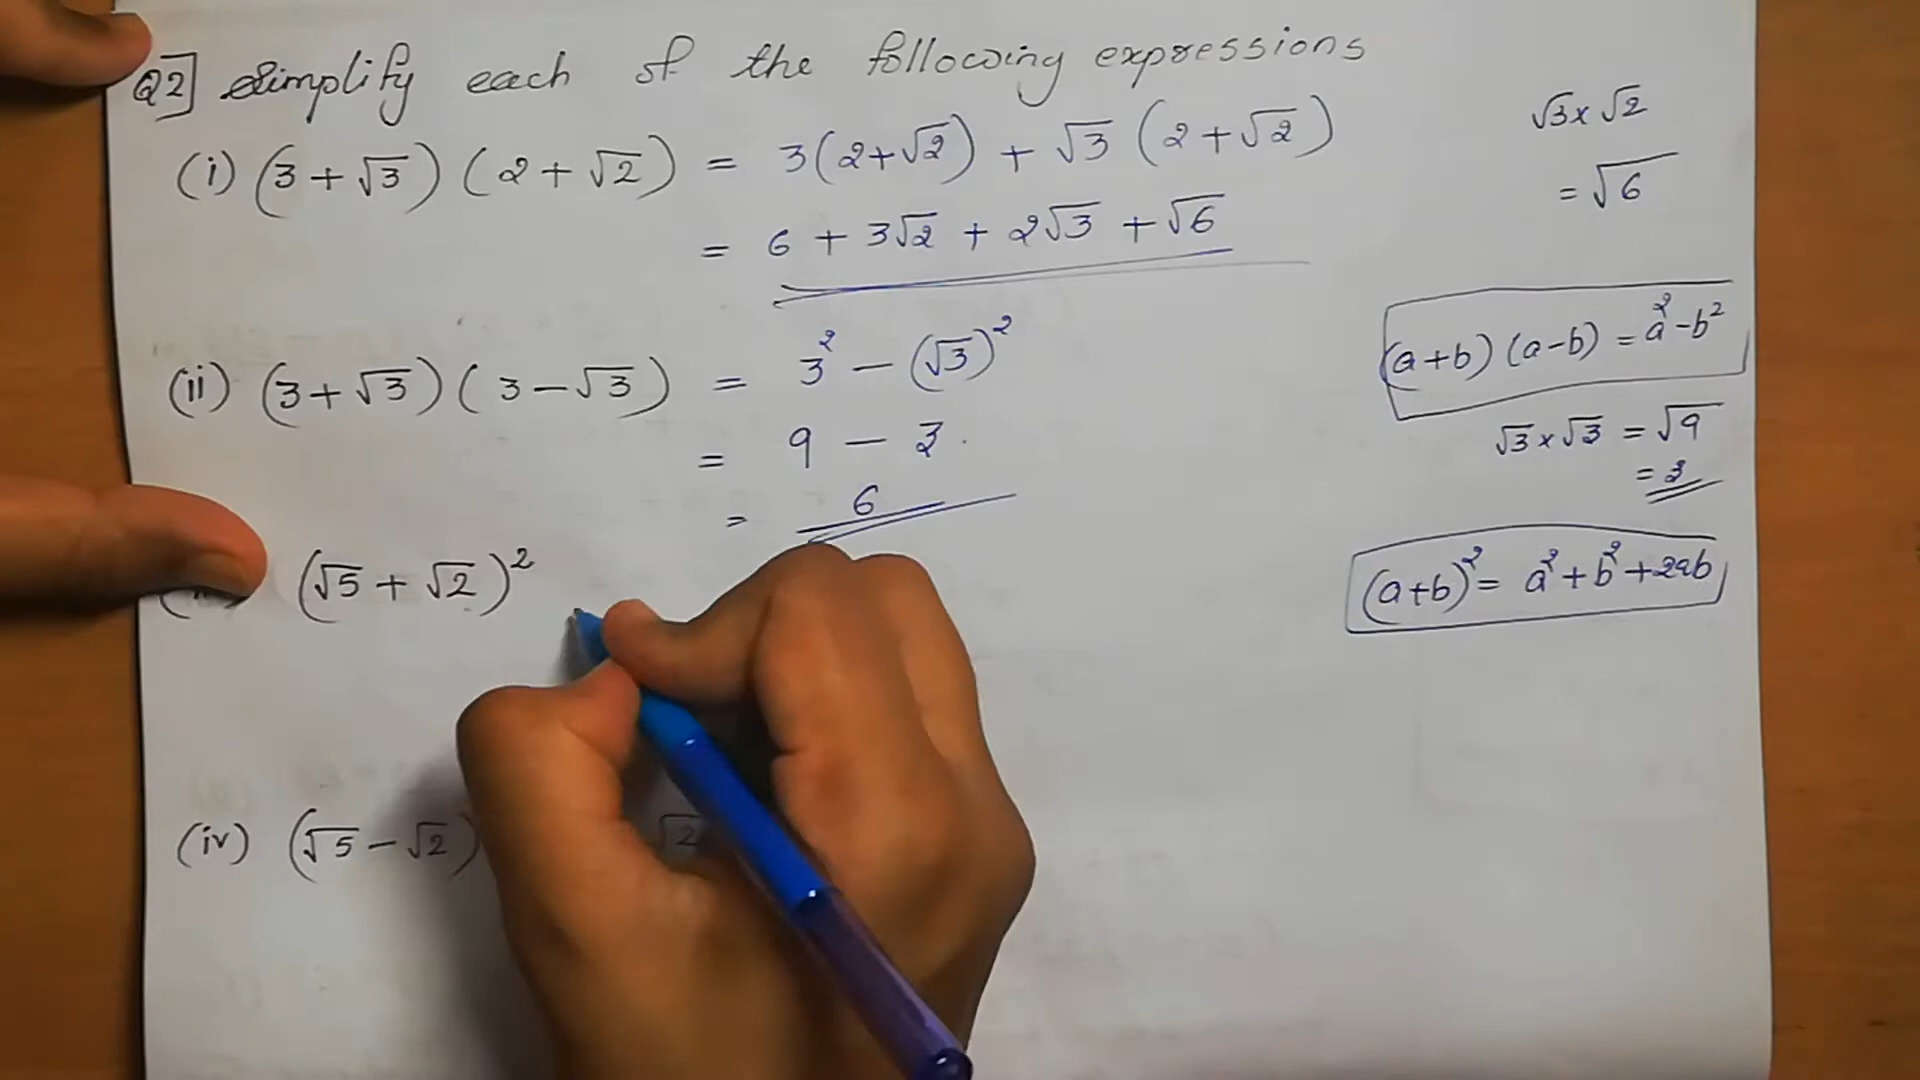 Q2] Simplify each of the following expressions
(i) (3 + √3) (2 + √2) = 3(2+√2) + √3 (2 + √2)
= 6 + 3√2 + 2√3 + √6
√3 × √2
= √6
(ii) (3 + √3) (3 − √3) = 3² − (√3)²
= 9 − 3
= 6
(a+b) (a−b) = a² − b²
√3 × √3 = √9
= 3
(√5 + √2)²
(a+b)² = a² + b² + 2ab
(iv) (√5 − √2) √2